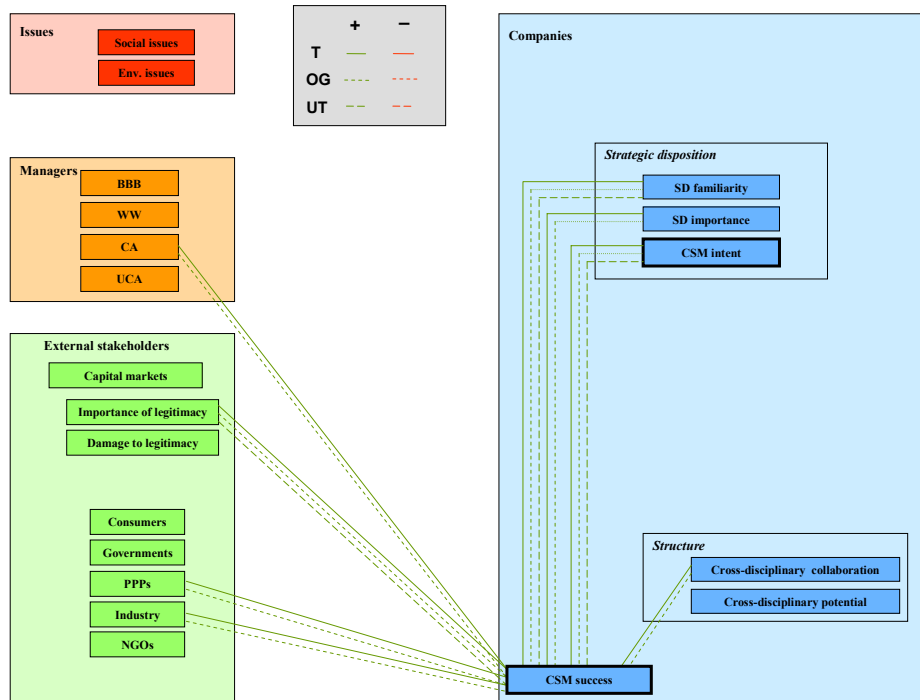 Issues
Social issues
Env. issues
+ −
T
OG
UT
Companies
Strategic disposition
SD familiarity
SD importance
CSM intent
Managers
BBB
WW
CA
UCA
External stakeholders
Capital markets
Importance of legitimacy
Damage to legitimacy
Consumers
Governments
PPPs
Industry
NGOs
Structure
Cross-disciplinary collaboration
Cross-disciplinary potential
CSM success